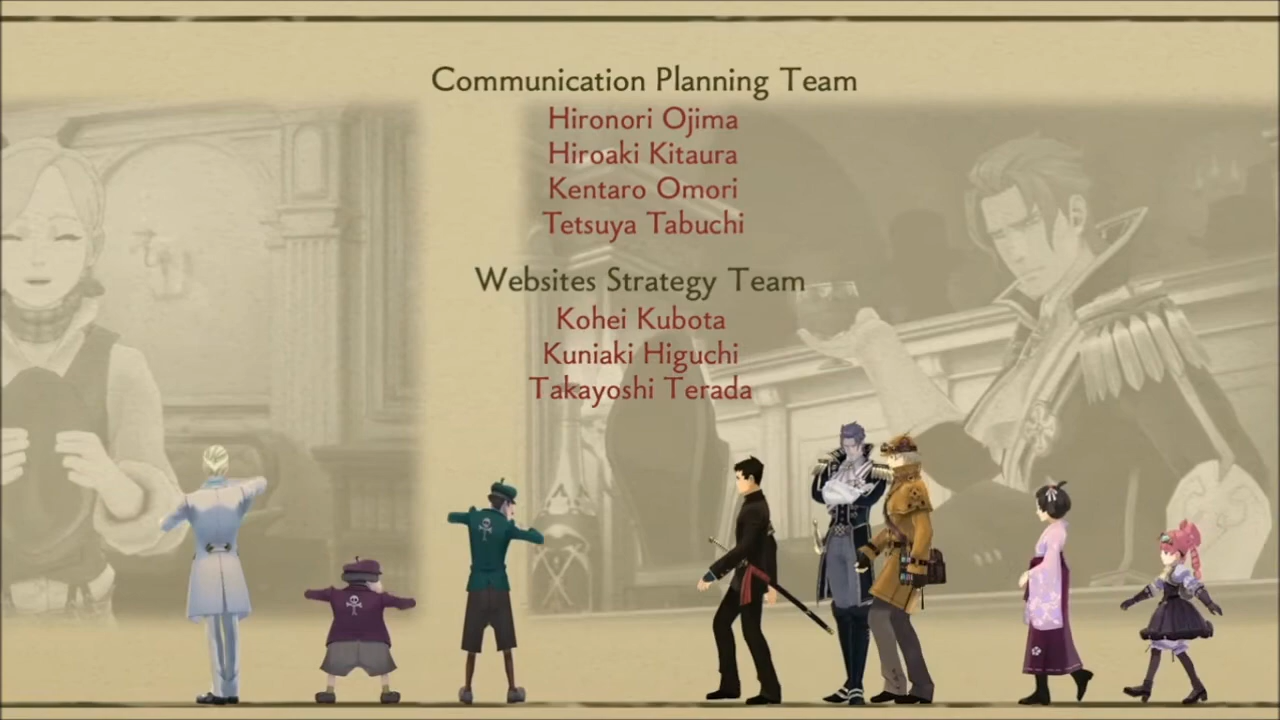 Communication Planning Team
Hironori Ojima
Hiroaki Kitaura
Kentaro Omori
Tetsuya Tabuchi
Websites Strategy Team
Kohei Kubota
Kuniaki Higuchi
Takayoshi Terada